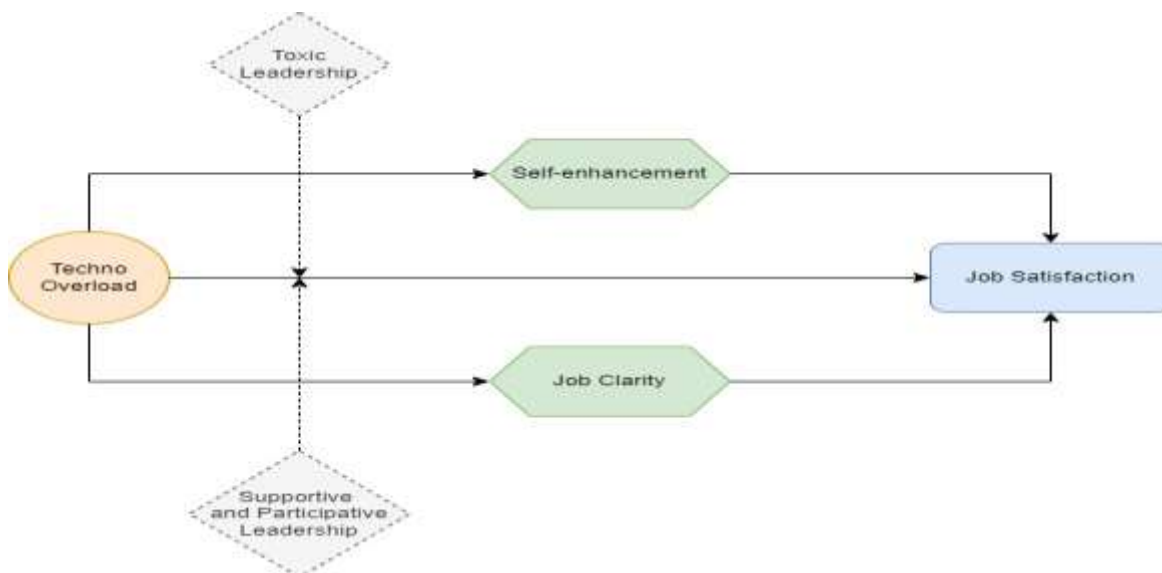 Toxic
Leadership
Self-enhancement
Techno
Overload
Job Satisfaction
Job Clarity
Supportive
and Participative
Leadership